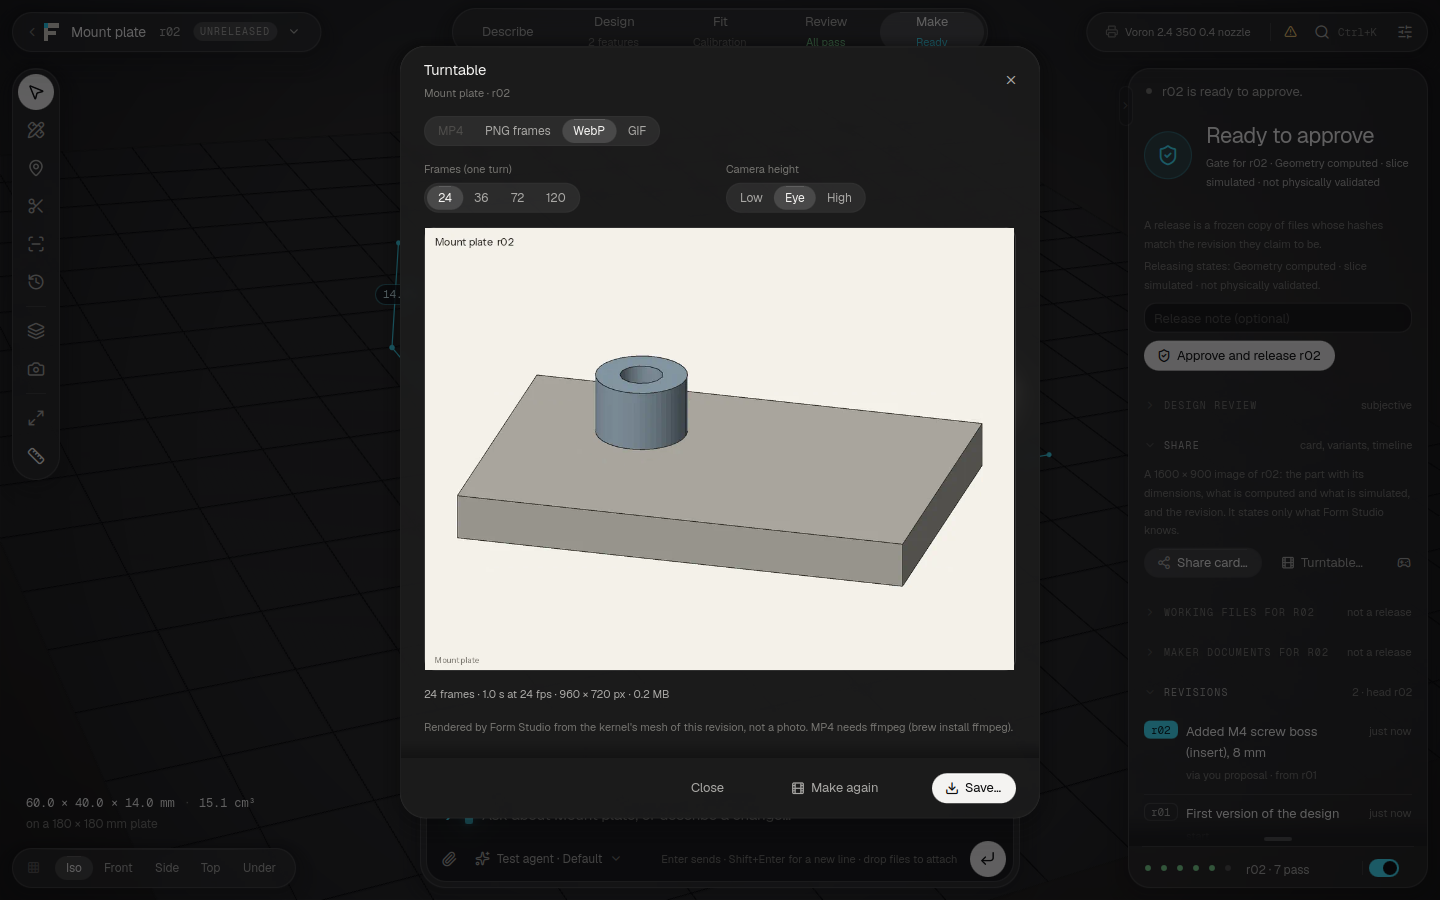 Mount plate r02 UNRELEASED
Describe
Design
2 features
Fit
Calibration
Review
All pass
Make
Ready
Voron 2.4 350 0.4 nozzle
Ctrl+K
Turntable
Mount plate · r02
MP4 PNG frames WebP GIF
Frames (one turn)
24 36 72 120
Camera height
Low Eye High
Mount plate r02
Mount plate
24 frames · 1.0 s at 24 fps · 960 × 720 px · 0.2 MB
Rendered by Form Studio from the kernel's mesh of this revision, not a photo. MP4 needs ffmpeg (brew install ffmpeg).
Close Make again Save...
14.
60.0 × 40.0 × 14.0 mm · 15.1 cm³
on a 180 × 180 mm plate
Iso Front Side Top Under
Test agent · Default
Enter sends · Shift+Enter for a new line · drop files to attach
r02 is ready to approve.
Ready to approve
Gate for r02 · Geometry computed · slice
simulated · not physically validated
A release is a frozen copy of files whose hashes
match the revision they claim to be.
Releasing states: Geometry computed · slice
simulated · not physically validated.
Release note (optional)
Approve and release r02
DESIGN REVIEW subjective
SHARE card, variants, timeline
A 1600 × 900 image of r02: the part with its
dimensions, what is computed and what is simulated,
and the revision. It states only what Form Studio
knows.
Share card... Turntable...
WORKING FILES FOR R02 not a release
MAKER DOCUMENTS FOR R02 not a release
REVISIONS 2 · head r02
r02 Added M4 screw boss just now
(insert), 8 mm
via you proposal · from r01
r01 First version of the design just now
r02 · 7 pass